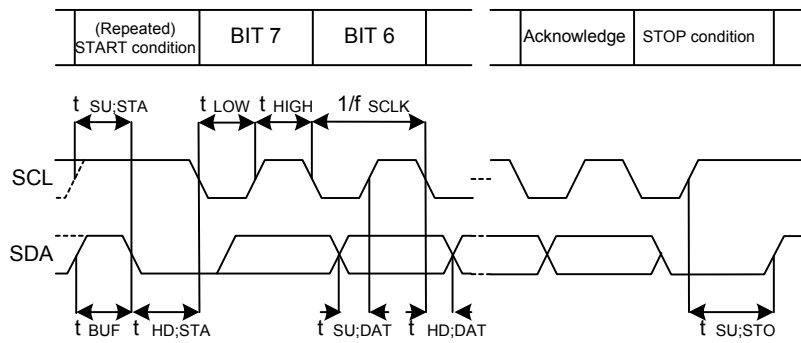 (Repeated)
START condition
BIT 7
BIT 6
Acknowledge
STOP condition
t SU;STA
t LOW
t HIGH
1/f SCLK
SCL
SDA
t BUF
t HD;STA
t SU;DAT
t HD;DAT
t SU;STO